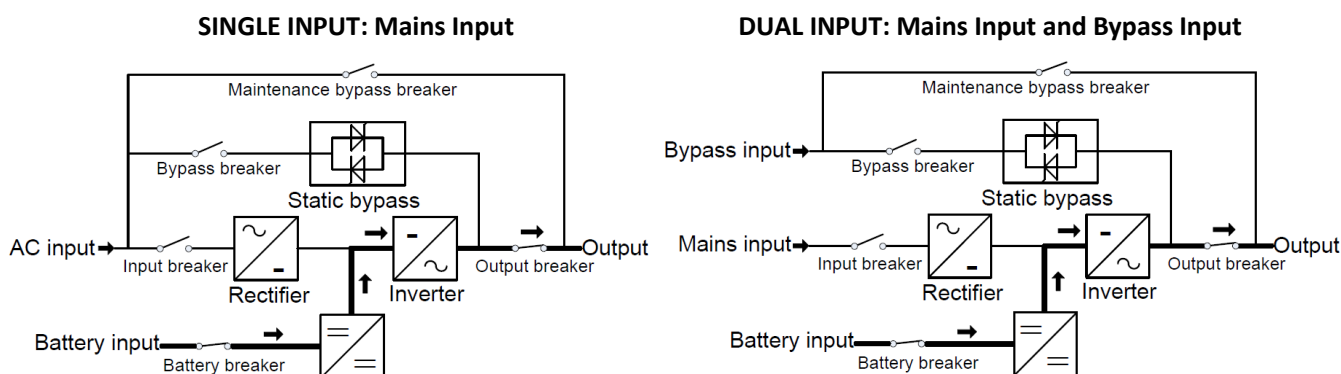 SINGLE INPUT: Mains Input
Maintenance bypass breaker
Bypass breaker
Static bypass
AC input
Input breaker
Rectifier
Inverter
Output breaker
Output
Battery input
Battery breaker
DUAL INPUT: Mains Input and Bypass Input
Maintenance bypass breaker
Bypass input
Bypass breaker
Static bypass
Mains input
Input breaker
Rectifier
Inverter
Output breaker
Output
Battery input
Battery breaker